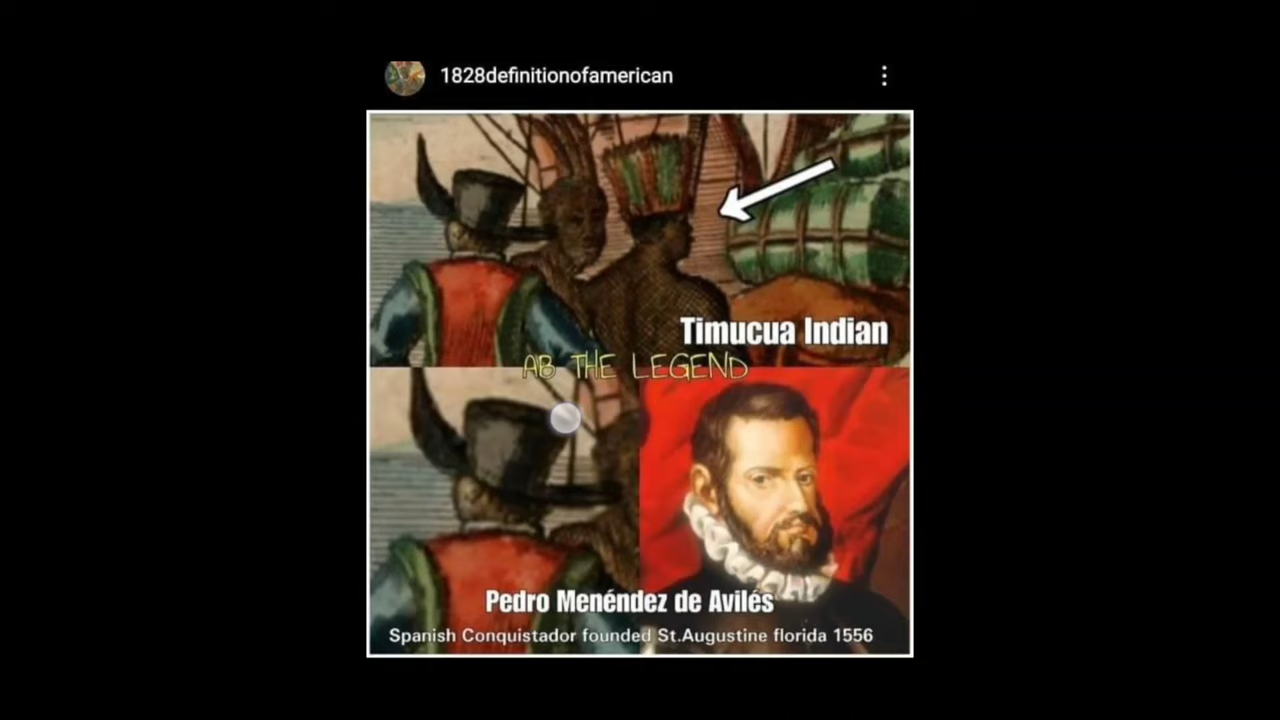 1828definitionofamerican
Timucua Indian
AB THE LEGEND
Pedro Menéndez de Avilés
Spanish Conquistador founded St.Augustine florida 1556